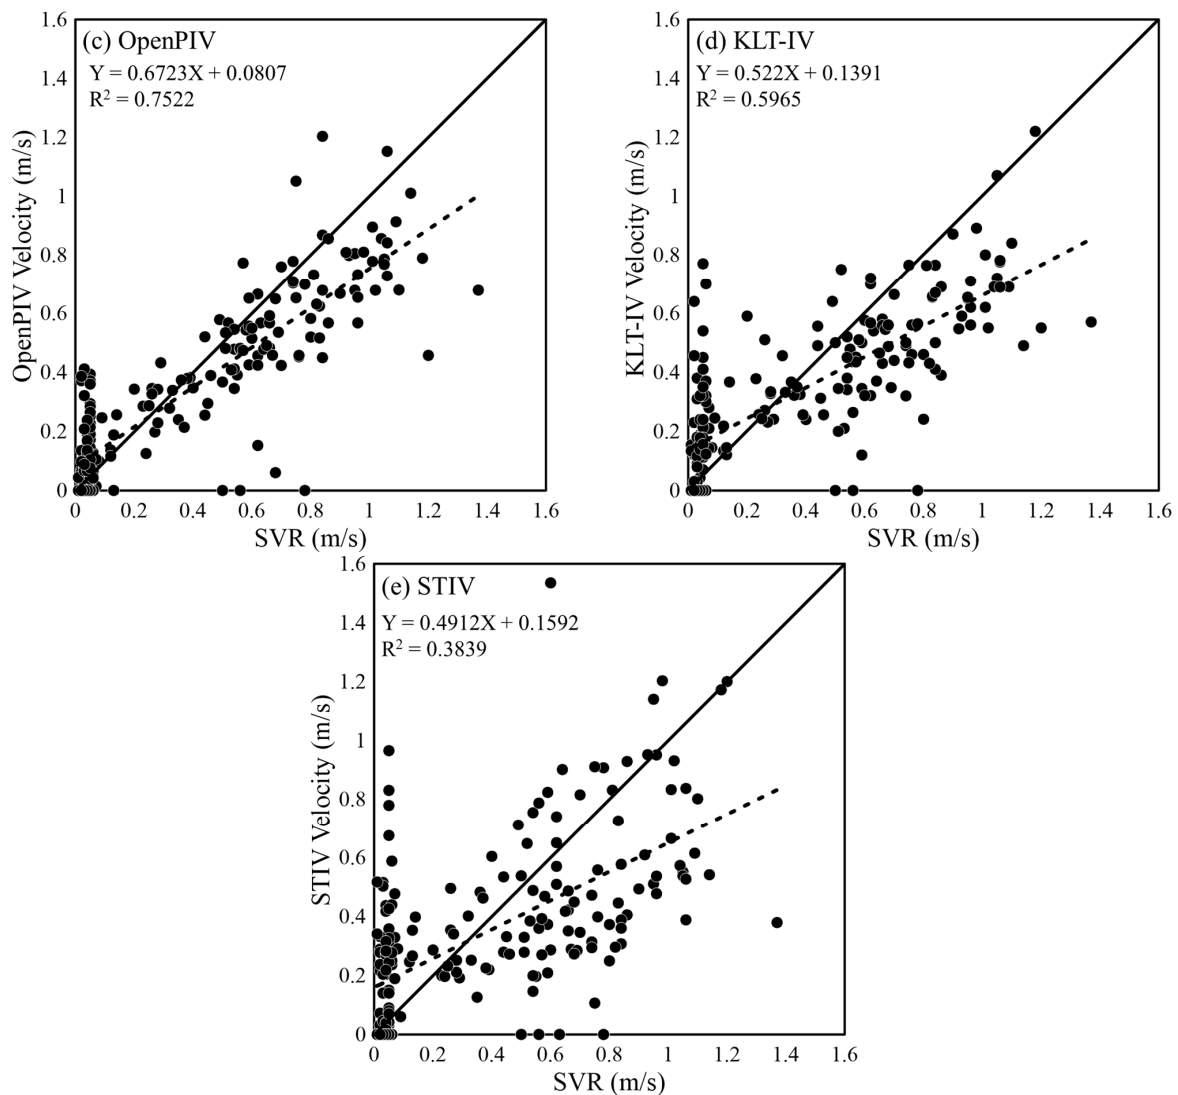 (c) OpenPIV
Y = 0.6723X + 0.0807
R² = 0.7522
OpenPIV Velocity (m/s)
1.6
1.4
1.2
1
0.8
0.6
0.4
0.2
0
0 0.2 0.4 0.6 0.8 1 1.2 1.4 1.6
SVR (m/s)
(d) KLT-IV
Y = 0.522X + 0.1391
R² = 0.5965
KLT-IV Velocity (m/s)
1.6
1.4
1.2
1
0.8
0.6
0.4
0.2
0
0 0.2 0.4 0.6 0.8 1 1.2 1.4 1.6
SVR (m/s)
(e) STIV
Y = 0.4912X + 0.1592
R² = 0.3839
STIV Velocity (m/s)
1.6
1.4
1.2
1
0.8
0.6
0.4
0.2
0
0 0.2 0.4 0.6 0.8 1 1.2 1.4 1.6
SVR (m/s)